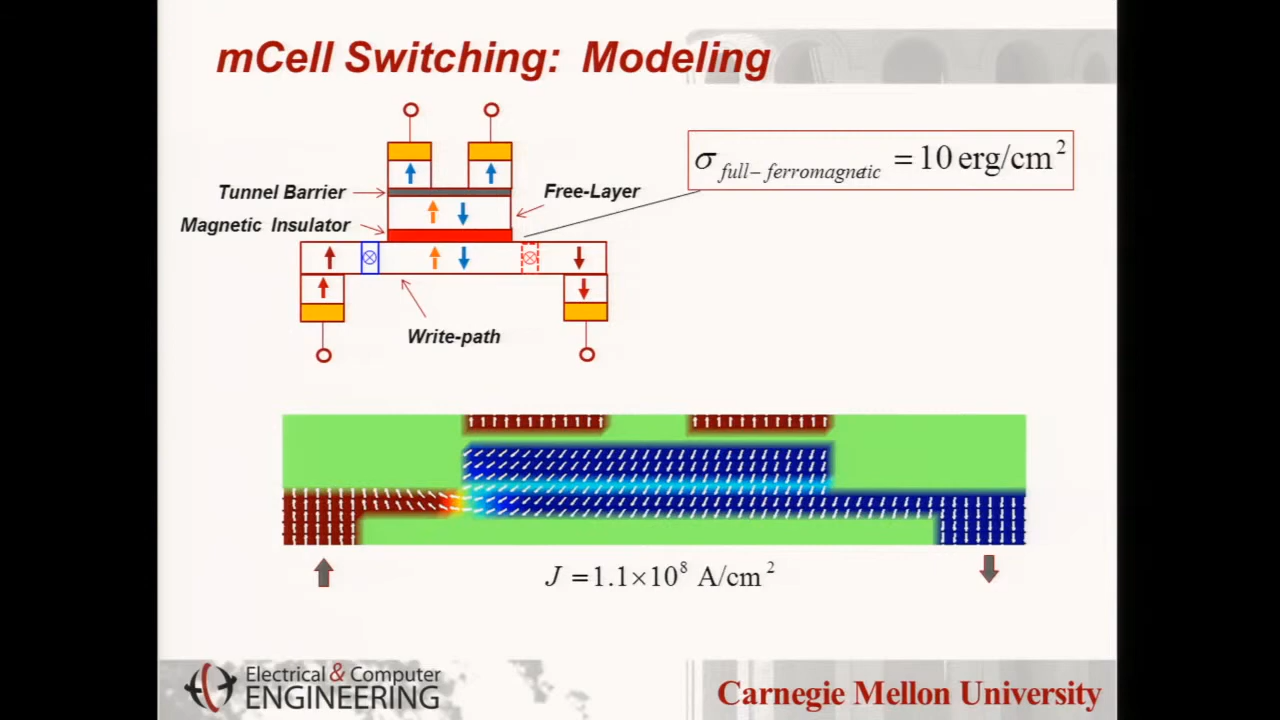 mCell Switching: Modeling
σ full– ferromagnetic = 10 erg/cm²
Tunnel Barrier
Free-Layer
Magnetic Insulator
Write-path
J = 1.1×10⁸ A/cm²
Electrical & Computer
ENGINEERING
Carnegie Mellon University